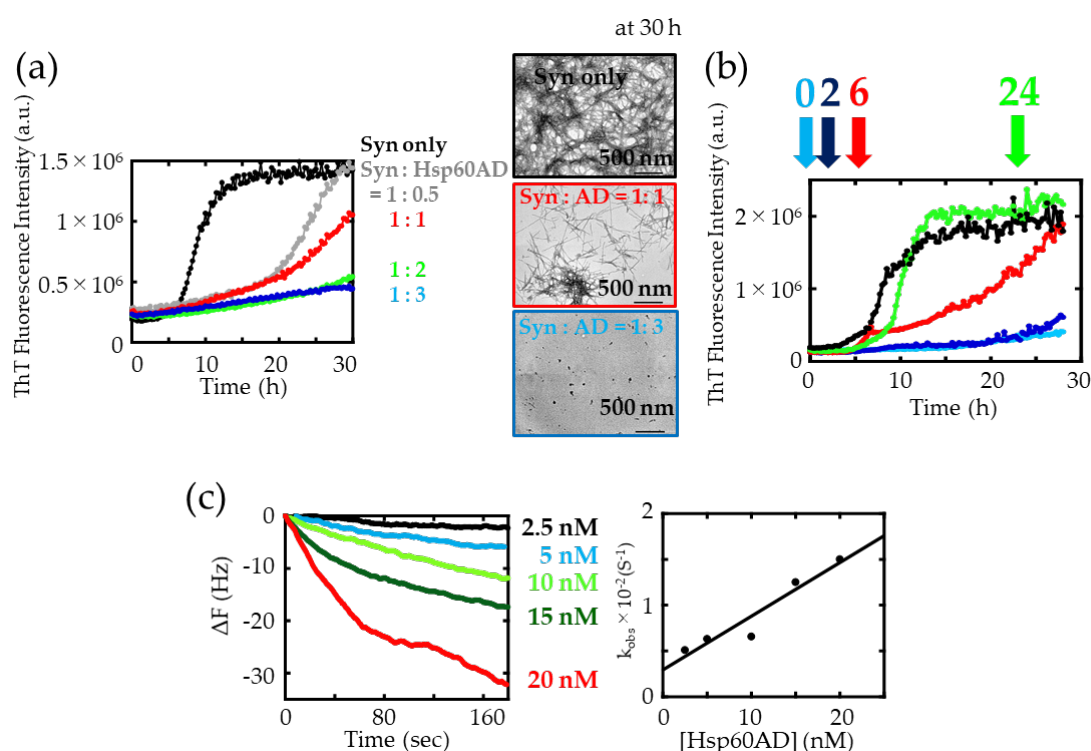 at 30 h
(a)
ThT Fluorescence Intensity (a.u.)
1.5 × 10⁶
1 × 10⁶
0.5 × 10⁶
0
0 10 20 30
Time (h)
Syn only
Syn : Hsp60AD
= 1 : 0.5
1 : 1
1 : 2
1 : 3
Syn only
500 nm
Syn : AD = 1: 1
500 nm
Syn : AD = 1: 3
500 nm
(b)
0 2 6 24
ThT Fluorescence Intensity (a.u.)
2 × 10⁶
1 × 10⁶
0
0 10 20 30
Time (h)
(c)
ΔF (Hz)
0
-10
-20
-30
0 80 160
Time (sec)
2.5 nM
5 nM
10 nM
15 nM
20 nM
kobs × 10⁻² (S⁻¹)
2
1
0
0 10 20
[Hsp60AD] (nM)